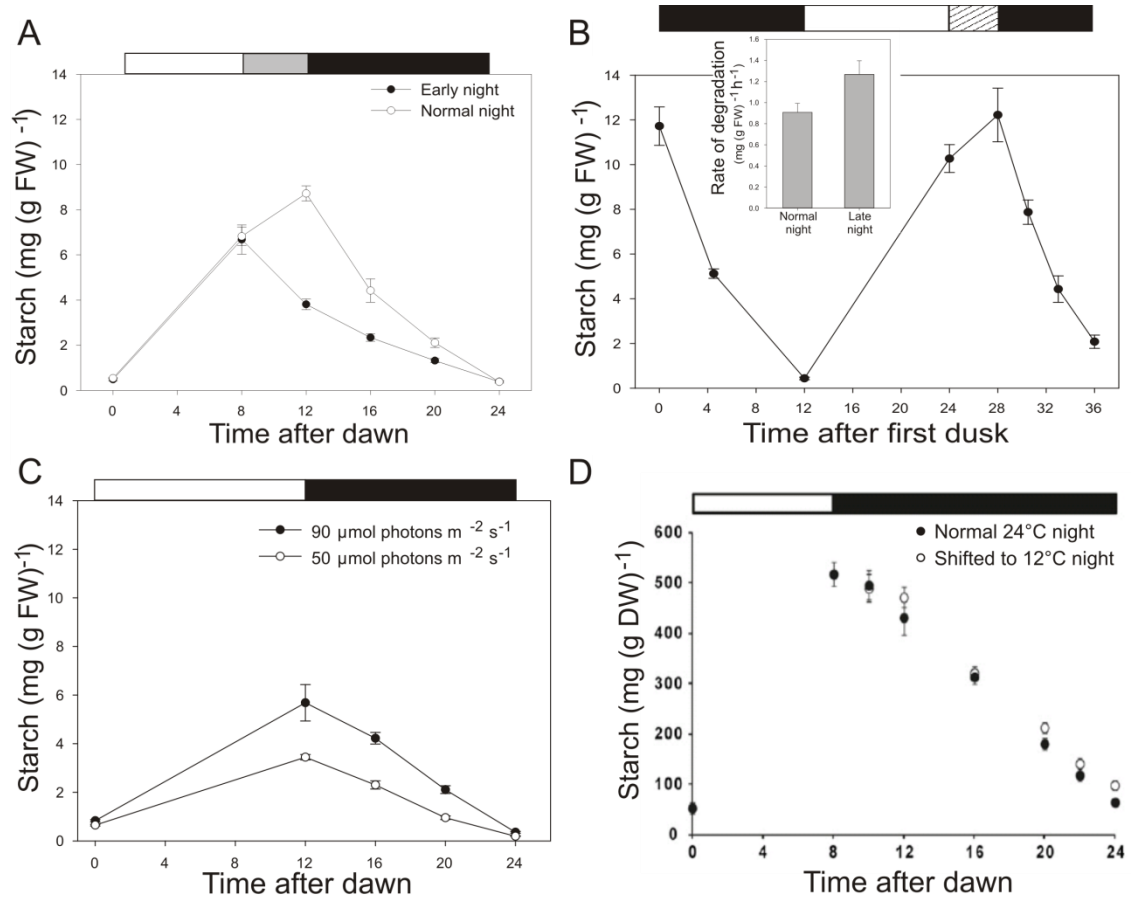 A
14
12
10
8
6
4
2
0
Starch (mg (g FW) -1
Early night
Normal night
0 4 8 12 16 20 24
Time after dawn
B
14
12
10
8
6
4
2
0
Starch (mg (g FW) -1
Rate of degradation
(mg (g FW) -1 h-1)
1.6
1.4
1.2
1.0
0.8
0.6
0.4
0.2
0.0
Normal night
Late night
0 4 8 12 16 20 24 28 32 36
Time after first dusk
C
14
12
10
8
6
4
2
0
Starch (mg (g FW)-1
90 µmol photons m -2 s-1
50 µmol photons m -2 s-1
0 4 8 12 16 20 24
Time after dawn
D
600
500
400
300
200
100
0
Starch (mg (g DW)-1
Normal 24°C night
Shifted to 12°C night
0 4 8 12 16 20 24
Time after dawn